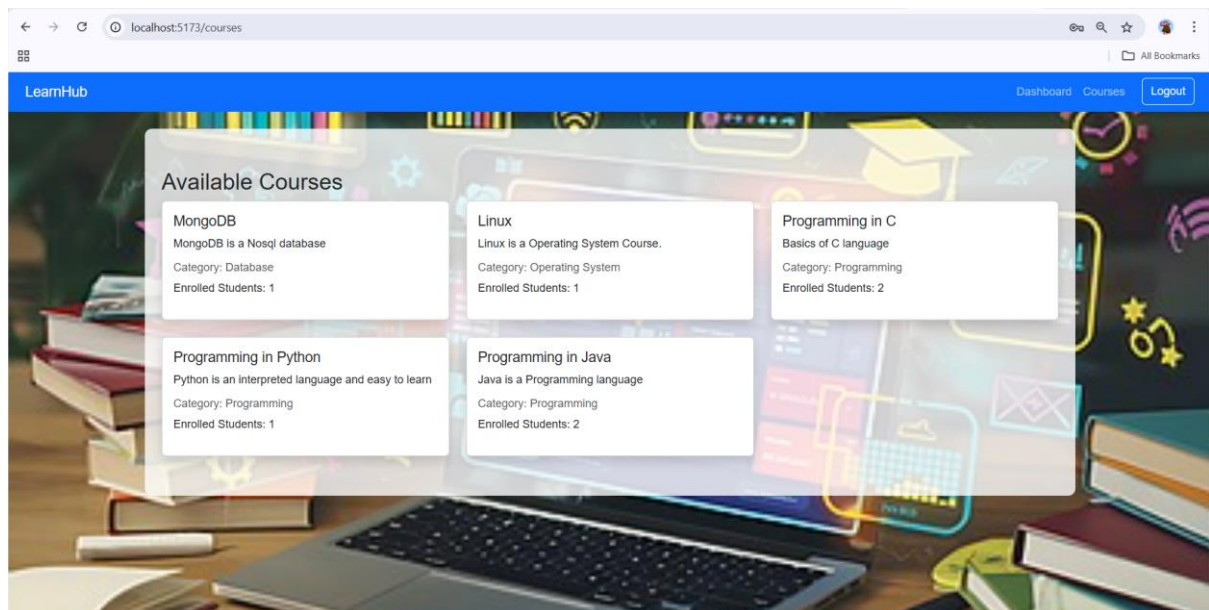 localhost:5173/courses
All Bookmarks
LearnHub
Dashboard Courses Logout
Available Courses
MongoDB
MongoDB is a Nosql database
Category: Database
Enrolled Students: 1
Linux
Linux is a Operating System Course.
Category: Operating System
Enrolled Students: 1
Programming in C
Basics of C language
Category: Programming
Enrolled Students: 2
Programming in Python
Python is an interpreted language and easy to learn
Category: Programming
Enrolled Students: 1
Programming in Java
Java is a Programming language
Category: Programming
Enrolled Students: 2